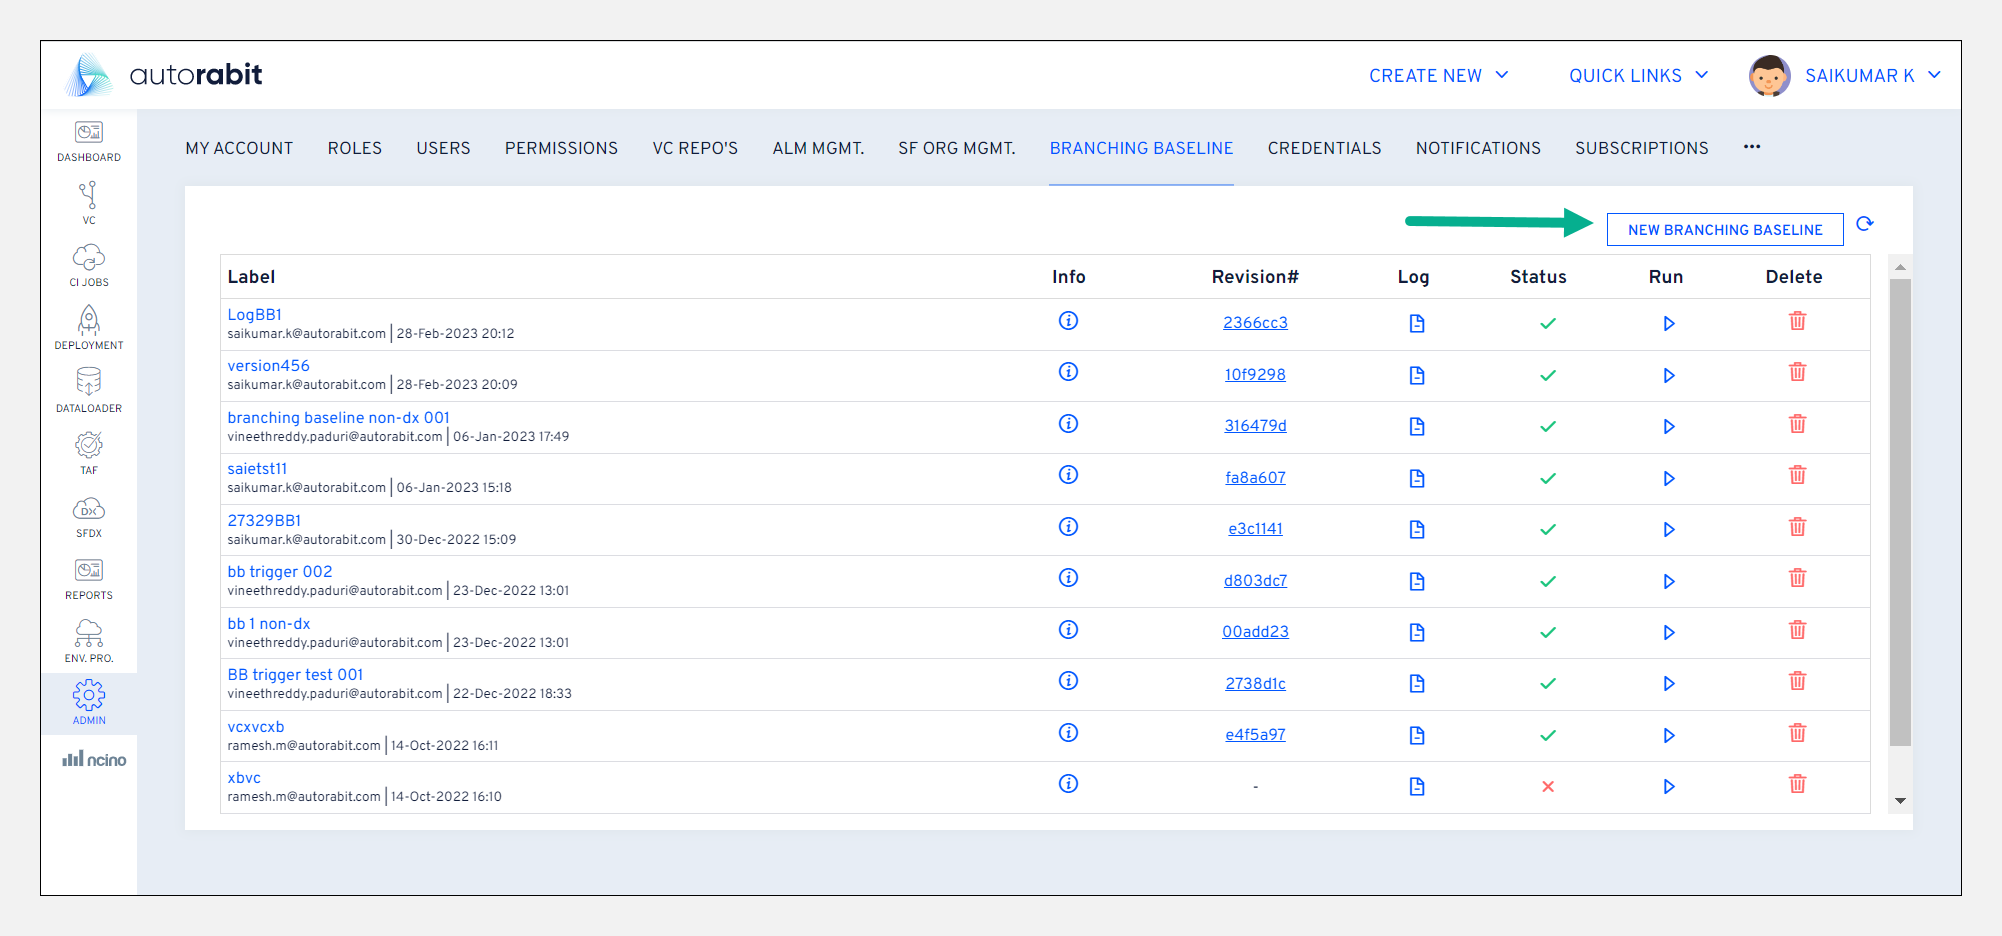 autorabit
CREATE NEW
QUICK LINKS
SAIKUMAR K
DASHBOARD
VC
CI JOBS
DEPLOYMENT
DATALOADER
TAF
DX
SFDX
REPORTS
ENV. PRO.
ADMIN
ncino
MY ACCOUNT ROLES USERS PERMISSIONS VC REPO'S ALM MGMT. SF ORG MGMT. BRANCHING BASELINE CREDENTIALS NOTIFICATIONS SUBSCRIPTIONS ...
NEW BRANCHING BASELINE
Label Info Revision# Log Status Run Delete
LogBB1
saikumar.k@autorabit.com | 28-Feb-2023 20:12
2366cc3
version456
saikumar.k@autorabit.com | 28-Feb-2023 20:09
10f9298
branching baseline non-dx 001
vineethreddy.paduri@autorabit.com | 06-Jan-2023 17:49
316479d
saietst11
saikumar.k@autorabit.com | 06-Jan-2023 15:18
fa8a607
27329BB1
saikumar.k@autorabit.com | 30-Dec-2022 15:09
e3c1141
bb trigger 002
vineethreddy.paduri@autorabit.com | 23-Dec-2022 13:01
d803dc7
bb 1 non-dx
vineethreddy.paduri@autorabit.com | 23-Dec-2022 13:01
00add23
BB trigger test 001
vineethreddy.paduri@autorabit.com | 22-Dec-2022 18:33
2738d1c
vcxvcxb
ramesh.m@autorabit.com | 14-Oct-2022 16:11
e4f5a97
xbvc
ramesh.m@autorabit.com | 14-Oct-2022 16:10
-